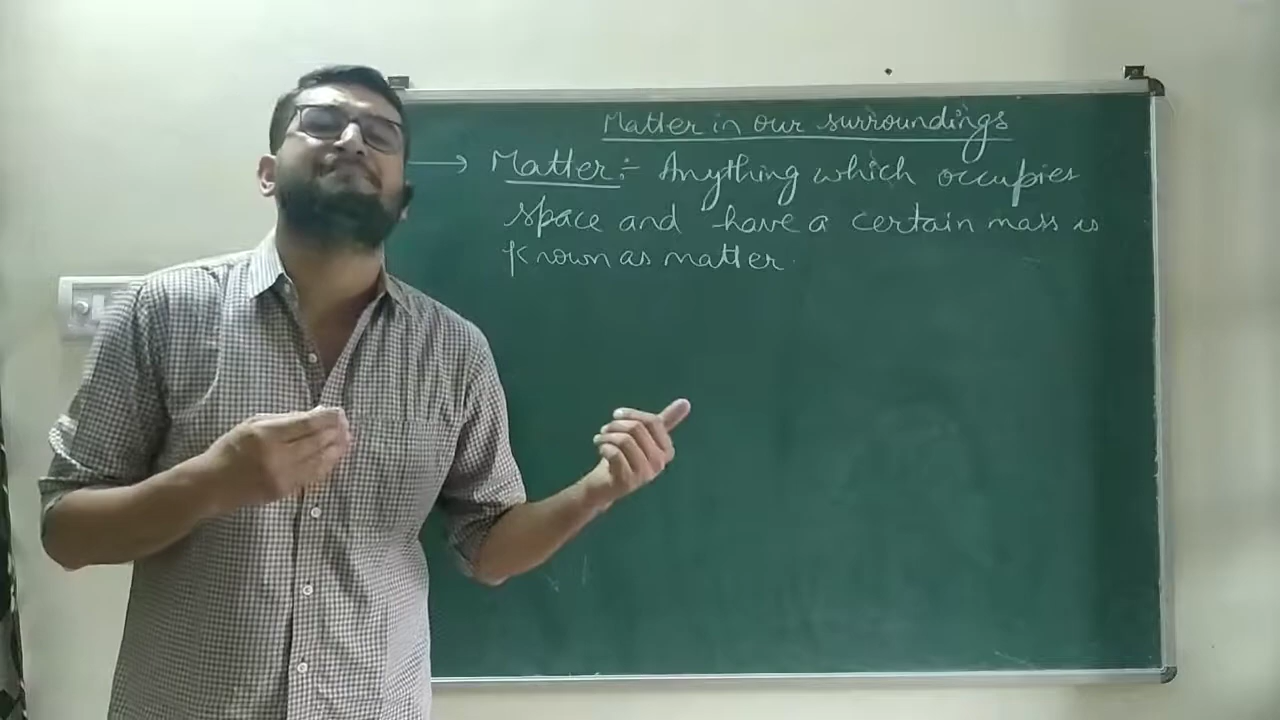 Matter in our surroundings
→ Matter :- Anything which occupies
space and have a certain mass is
known as matter.